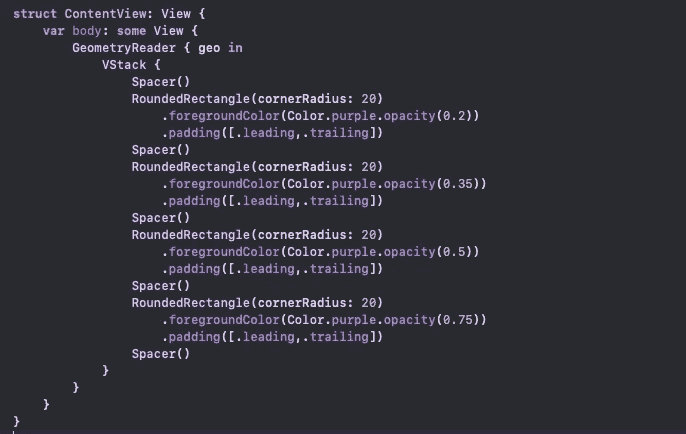 struct ContentView: View {
    var body: some View {
        GeometryReader { geo in
            VStack {
                Spacer()
                RoundedRectangle(cornerRadius: 20)
                    .foregroundColor(Color.purple.opacity(0.2))
                    .padding([.leading,.trailing])
                Spacer()
                RoundedRectangle(cornerRadius: 20)
                    .foregroundColor(Color.purple.opacity(0.35))
                    .padding([.leading,.trailing])
                Spacer()
                RoundedRectangle(cornerRadius: 20)
                    .foregroundColor(Color.purple.opacity(0.5))
                    .padding([.leading,.trailing])
                Spacer()
                RoundedRectangle(cornerRadius: 20)
                    .foregroundColor(Color.purple.opacity(0.75))
                    .padding([.leading,.trailing])
                Spacer()
            }
        }
    }
}